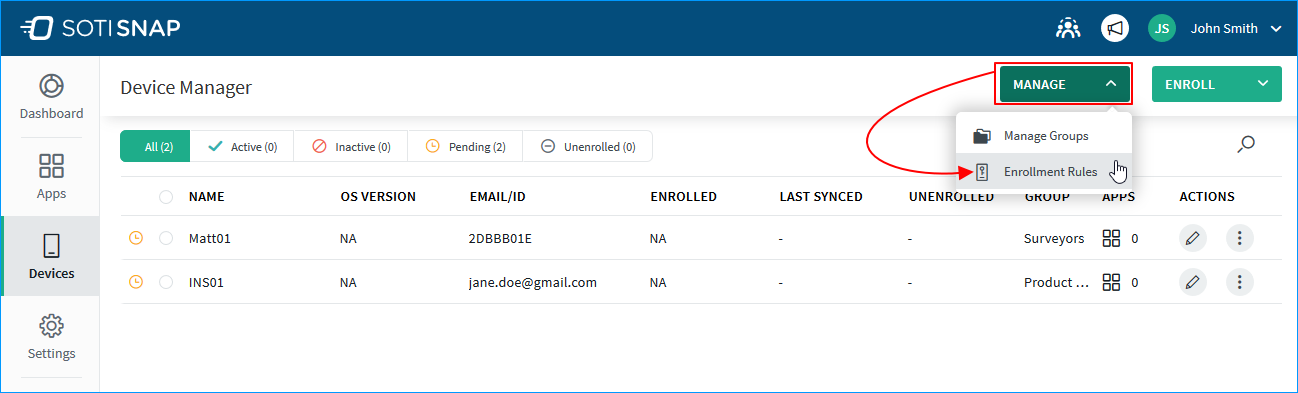 SOTI SNAP
JS John Smith
Dashboard
Apps
Devices
Settings
Device Manager
MANAGE
ENROLL
Manage Groups
Enrollment Rules
All (2) Active (0) Inactive (0) Pending (2) Unenrolled (0)
NAME OS VERSION EMAIL/ID ENROLLED LAST SYNCED UNENROLLED GROUP APPS ACTIONS
Matt01 NA 2DBBB01E NA - - Surveyors 0
INS01 NA jane.doe@gmail.com NA - - Product ... 0